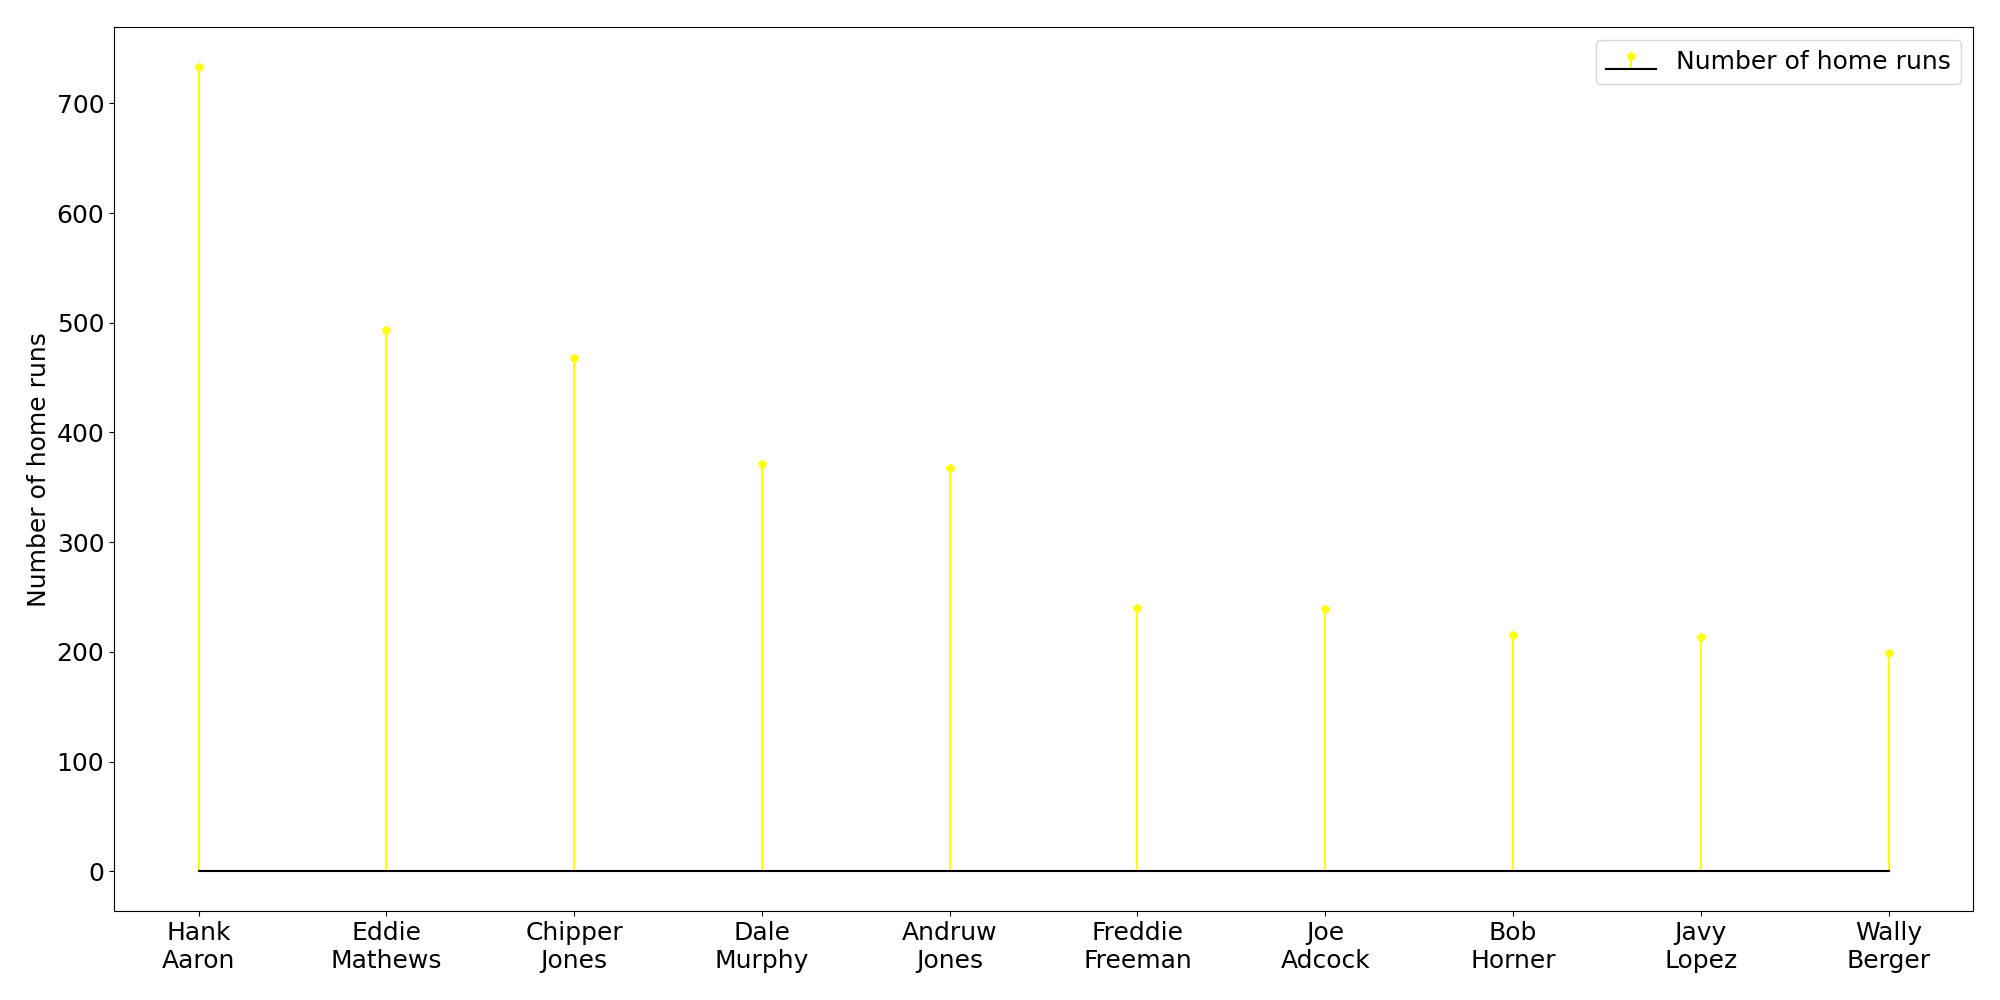 Number of home runs
700
600
500
400
300
200
100
0
Number of home runs
Hank
Aaron
Eddie
Mathews
Chipper
Jones
Dale
Murphy
Andruw
Jones
Freddie
Freeman
Joe
Adcock
Bob
Horner
Javy
Lopez
Wally
Berger